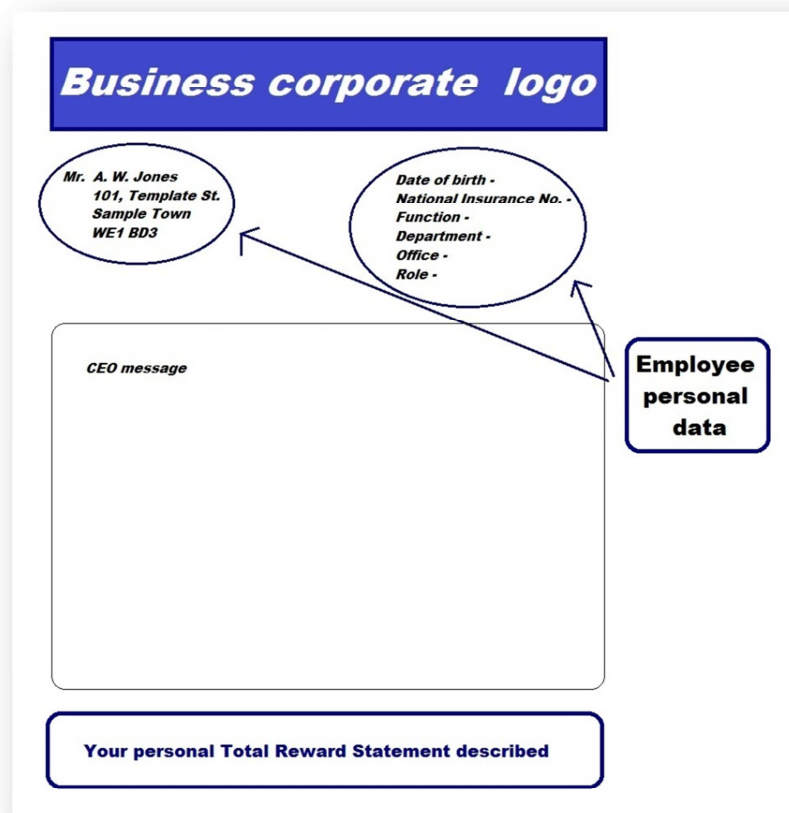 Business corporate logo
Mr. A. W. Jones
101, Template St.
Sample Town
WE1 BD3
Date of birth -
National Insurance No. -
Function -
Department -
Office -
Role -
CEO message
Employee
personal
data
Your personal Total Reward Statement described